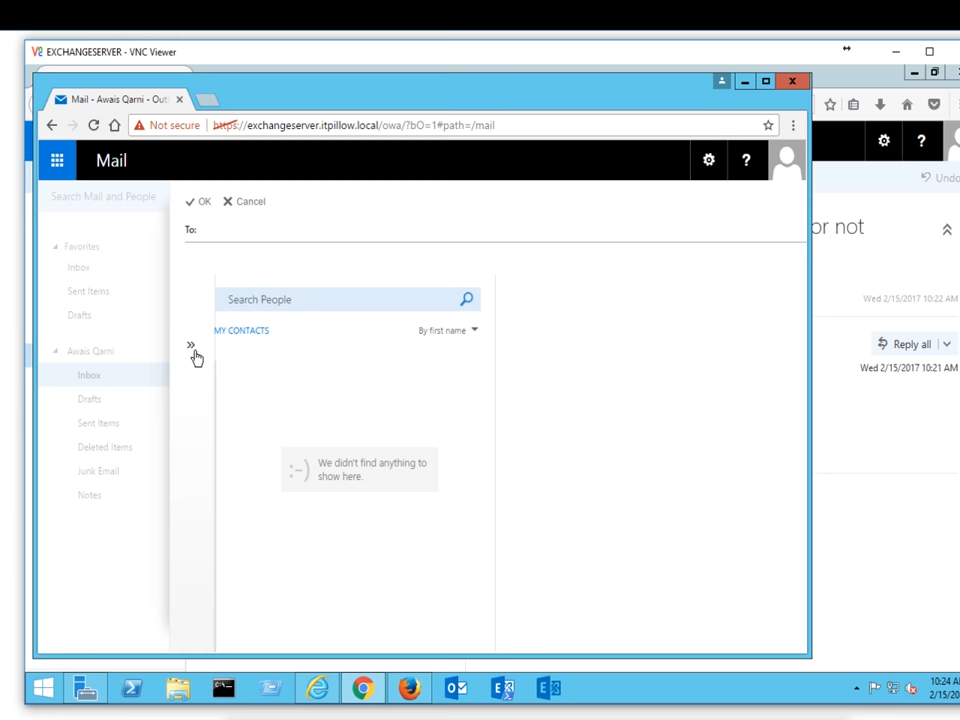 EXCHANGESERVER - VNC Viewer
Mail - Awais Qarni - Out
Not secure https://exchangeserver.itpillow.local/owa/?bO=1#path=/mail
Mail
?
?
Search Mail and People
OK Cancel
Undo
To:
or not
Favorites
Inbox
Sent Items
Drafts
Search People
Wed 2/15/2017 10:22 AM
MY CONTACTS
By first name
Reply all
Awais Qarni
Wed 2/15/2017 10:21 AM
Inbox
Drafts
Sent Items
Deleted Items
Junk Email
Notes
:-) We didn't find anything to
show here.
10:24 A
2/15/20